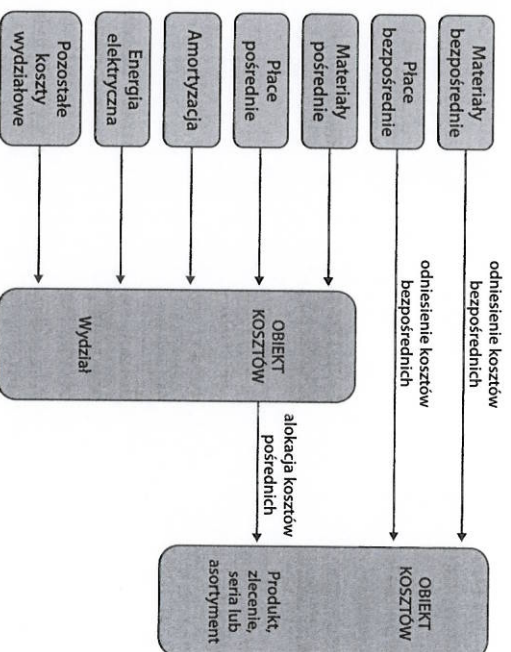 Materiały
bezpośrednie
odniesienie kosztów
bezpośrednich
Płace
bezpośrednie
odniesienie kosztów
bezpośrednich
Materiały
pośrednie
Płace
pośrednie
Amortyzacja
Energia
elektryczna
Pozostałe
koszty
wydziałowe
OBIEKT
KOSZTÓW
Wydział
alokacja kosztów
pośrednich
OBIEKT
KOSZTÓW
Produkt,
zlecenie,
seria lub
asortyment